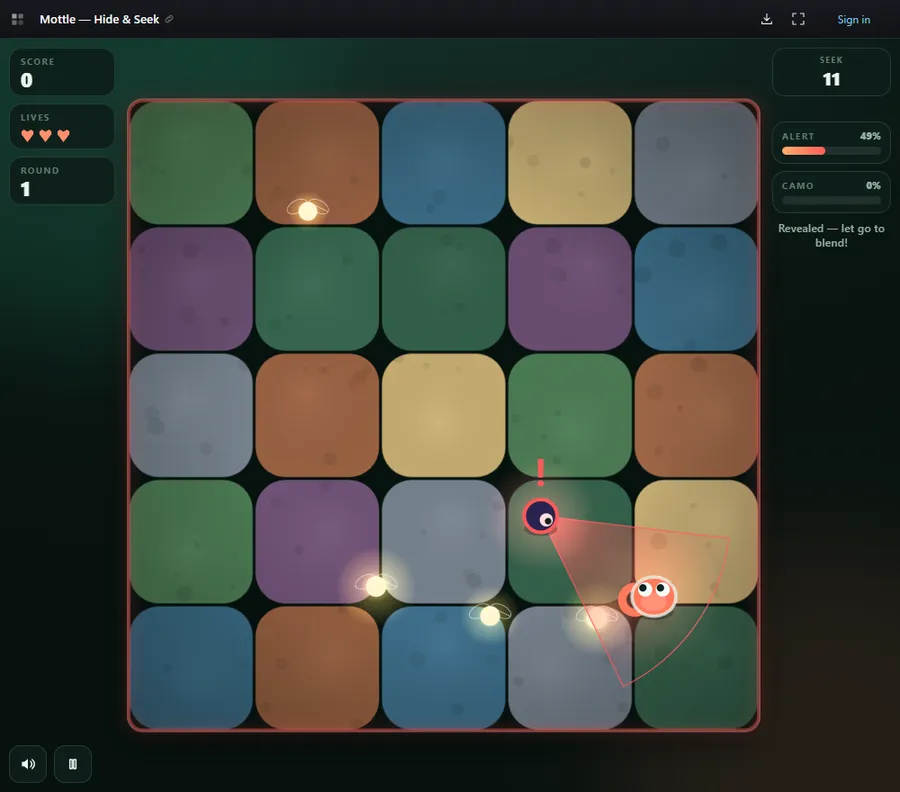 Mottle — Hide & Seek
Sign in
SCORE
0
LIVES
ROUND
1
SEEK
11
ALERT 49%
CAMO 0%
Revealed — let go to
blend!
!